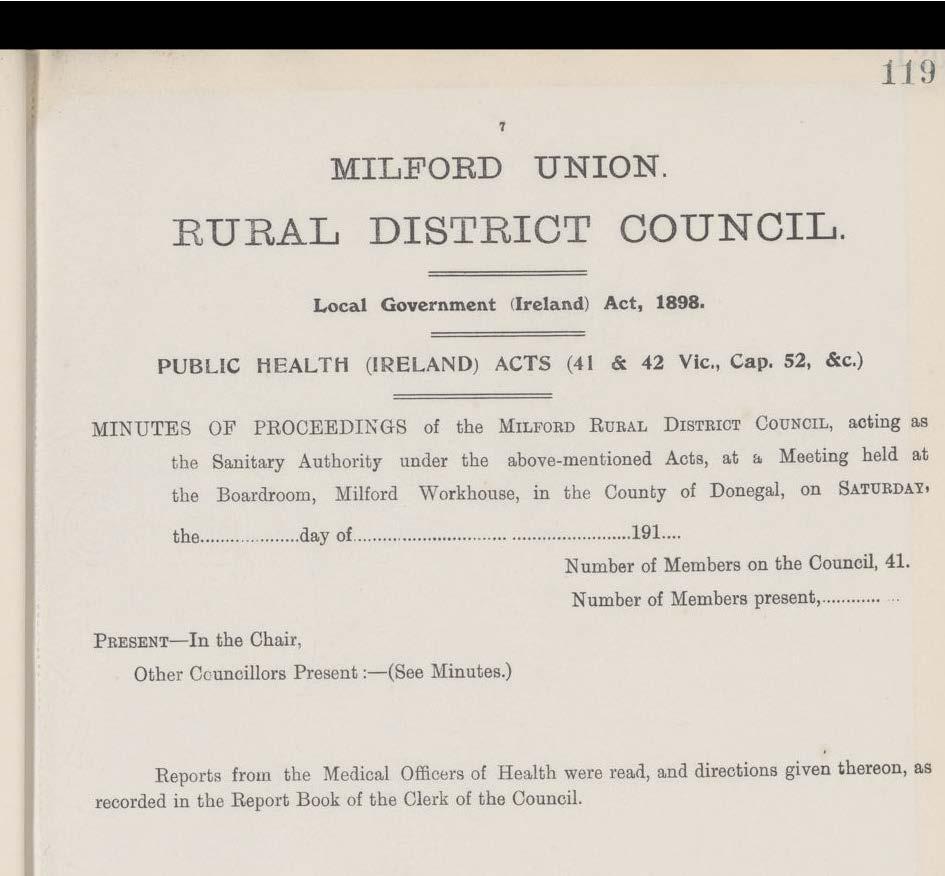 119
7
MILFORD UNION.
RURAL DISTRICT COUNCIL.
Local Government (Ireland) Act, 1898.
PUBLIC HEALTH (IRELAND) ACTS (41 & 42 Vic., Cap. 52, &c.)
MINUTES OF PROCEEDINGS of the MILFORD RURAL DISTRICT COUNCIL, acting as
the Sanitary Authority under the above-mentioned Acts, at a Meeting held at
the Boardroom, Milford Workhouse, in the County of Donegal, on SATURDAY,
the....................day of..........................................................191....
Number of Members on the Council, 41.
Number of Members present,............ ...
PRESENT—In the Chair,
Other Councillors Present :—(See Minutes.)
Reports from the Medical Officers of Health were read, and directions given thereon, as
recorded in the Report Book of the Clerk of the Council.